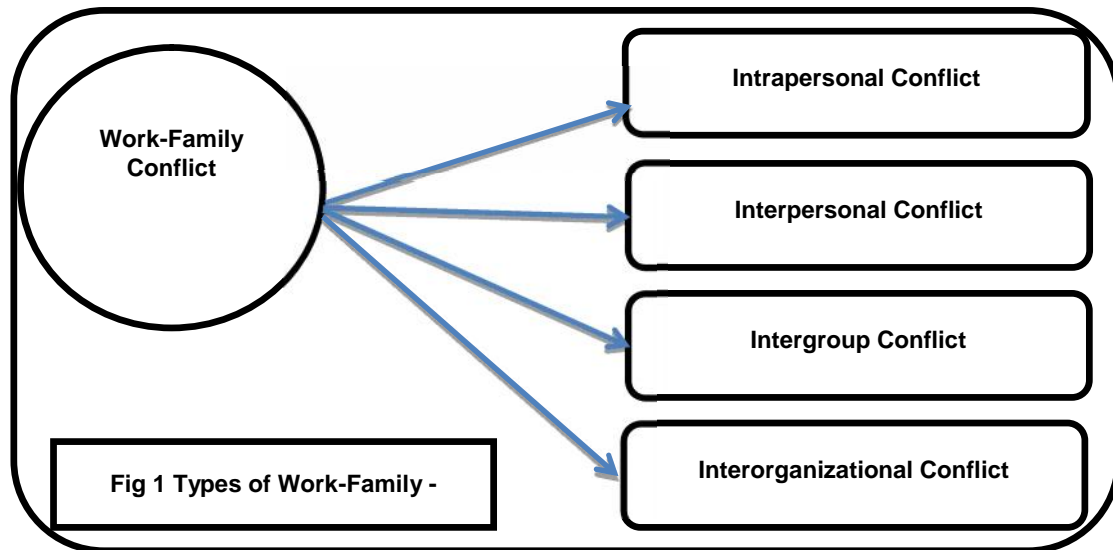 Work-Family
Conflict
Intrapersonal Conflict
Interpersonal Conflict
Intergroup Conflict
Interorganizational Conflict
Fig 1 Types of Work-Family -